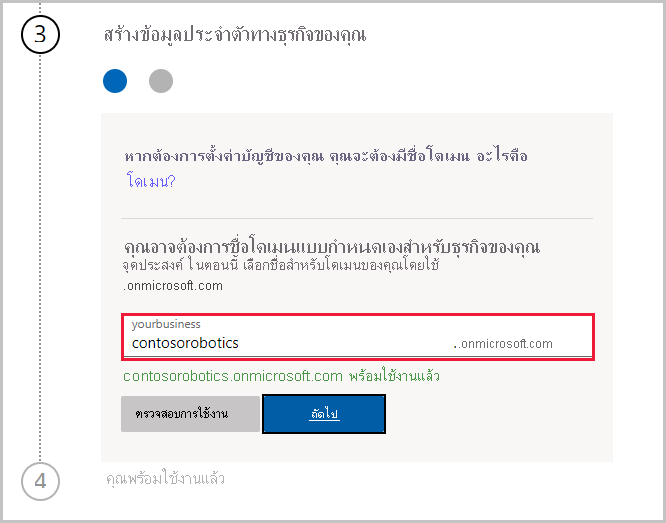 3
สร้างข้อมูลประจำตัวทางธุรกิจของคุณ
หากต้องการตั้งค่าบัญชีของคุณ คุณจะต้องมีชื่อโดเมน อะไรคือ
โดเมน?
คุณอาจต้องการชื่อโดเมนแบบกำหนดเองสำหรับธุรกิจของคุณ
จุดประสงค์ ในตอนนี้ เลือกชื่อสำหรับโดเมนของคุณโดยใช้
.onmicrosoft.com
yourbusiness
contosorobotics ..onmicrosoft.com
contosorobotics.onmicrosoft.com พร้อมใช้งานแล้ว
ตรวจสอบการใช้งาน ถัดไป
4 คุณพร้อมใช้งานแล้ว